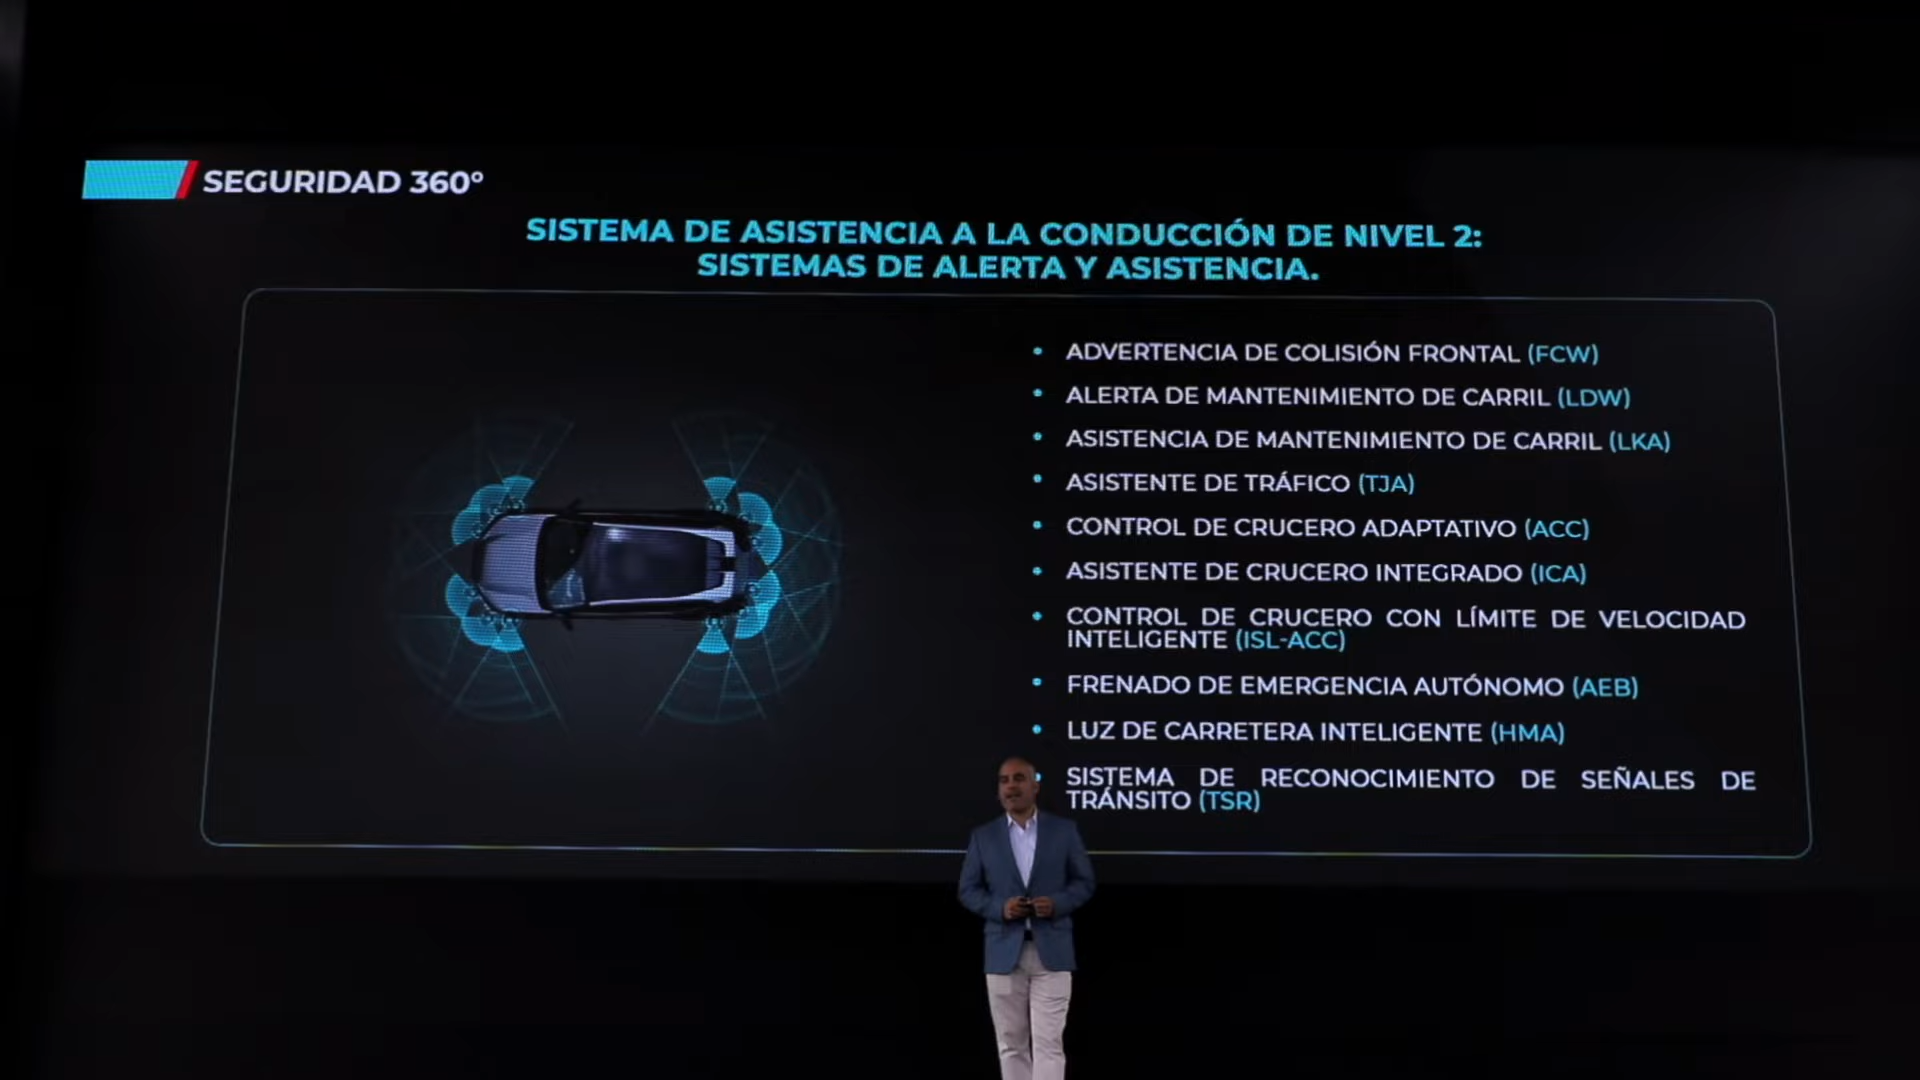 SEGURIDAD 360º
SISTEMA DE ASISTENCIA A LA CONDUCCIÓN DE NIVEL 2:
SISTEMAS DE ALERTA Y ASISTENCIA.
• ADVERTENCIA DE COLISIÓN FRONTAL (FCW)
• ALERTA DE MANTENIMIENTO DE CARRIL (LDW)
• ASISTENCIA DE MANTENIMIENTO DE CARRIL (LKA)
• ASISTENTE DE TRÁFICO (TJA)
• CONTROL DE CRUCERO ADAPTATIVO (ACC)
• ASISTENTE DE CRUCERO INTEGRADO (ICA)
• CONTROL DE CRUCERO CON LÍMITE DE VELOCIDAD
INTELIGENTE (ISL-ACC)
• FRENADO DE EMERGENCIA AUTÓNOMO (AEB)
• LUZ DE CARRETERA INTELIGENTE (HMA)
• SISTEMA DE RECONOCIMIENTO DE SEÑALES DE
TRÁNSITO (TSR)